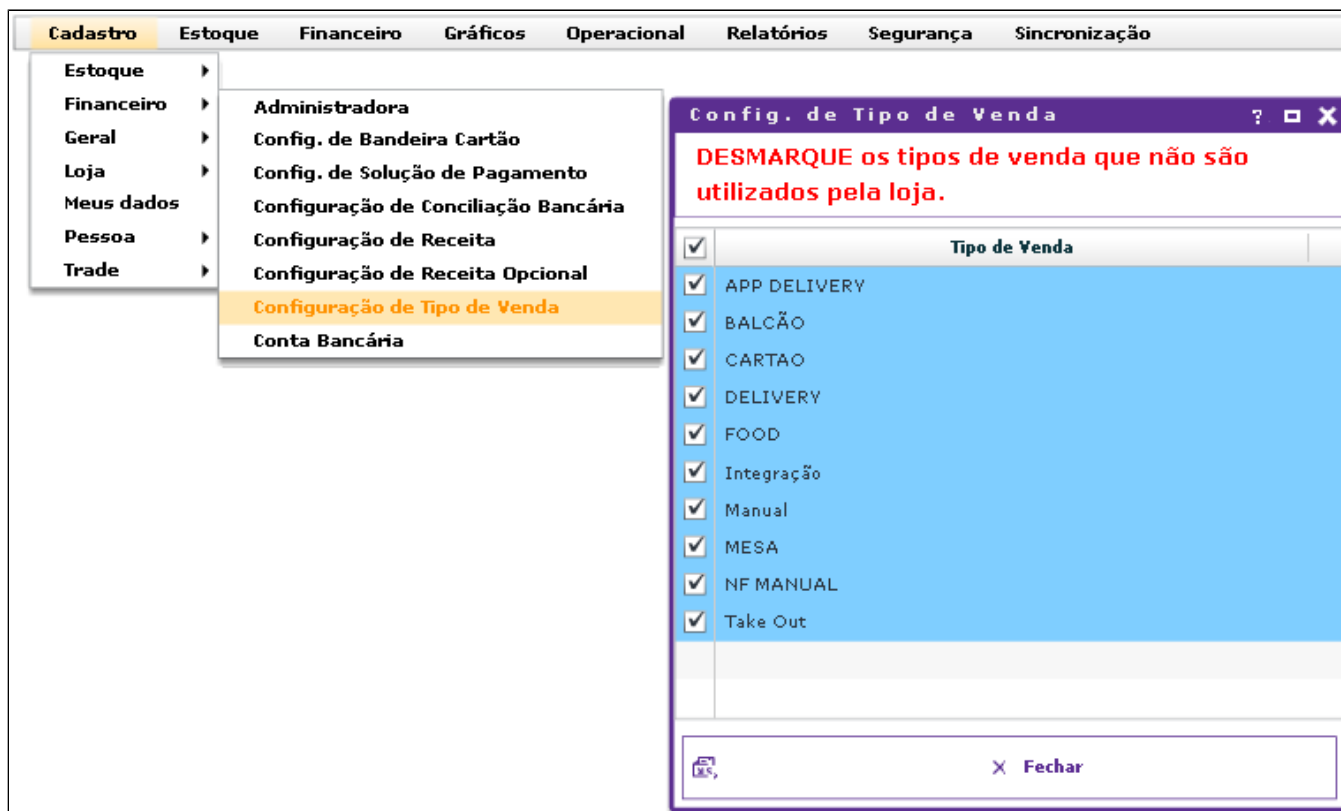 Cadastro Estoque Financeiro Gráficos Operacional Relatórios Segurança Sincronização
Estoque
Financeiro
Geral
Loja
Meus dados
Pessoa
Trade
Administradora
Config. de Bandeira Cartão
Config. de Solução de Pagamento
Configuração de Conciliação Bancária
Configuração de Receita
Configuração de Receita Opcional
Configuração de Tipo de Venda
Conta Bancária
Config. de Tipo de Venda ?
DESMARQUE os tipos de venda que não são
utilizados pela loja.
Tipo de Venda
APP DELIVERY
BALCÃO
CARTAO
DELIVERY
FOOD
Integração
Manual
MESA
NF MANUAL
Take Out
Fechar